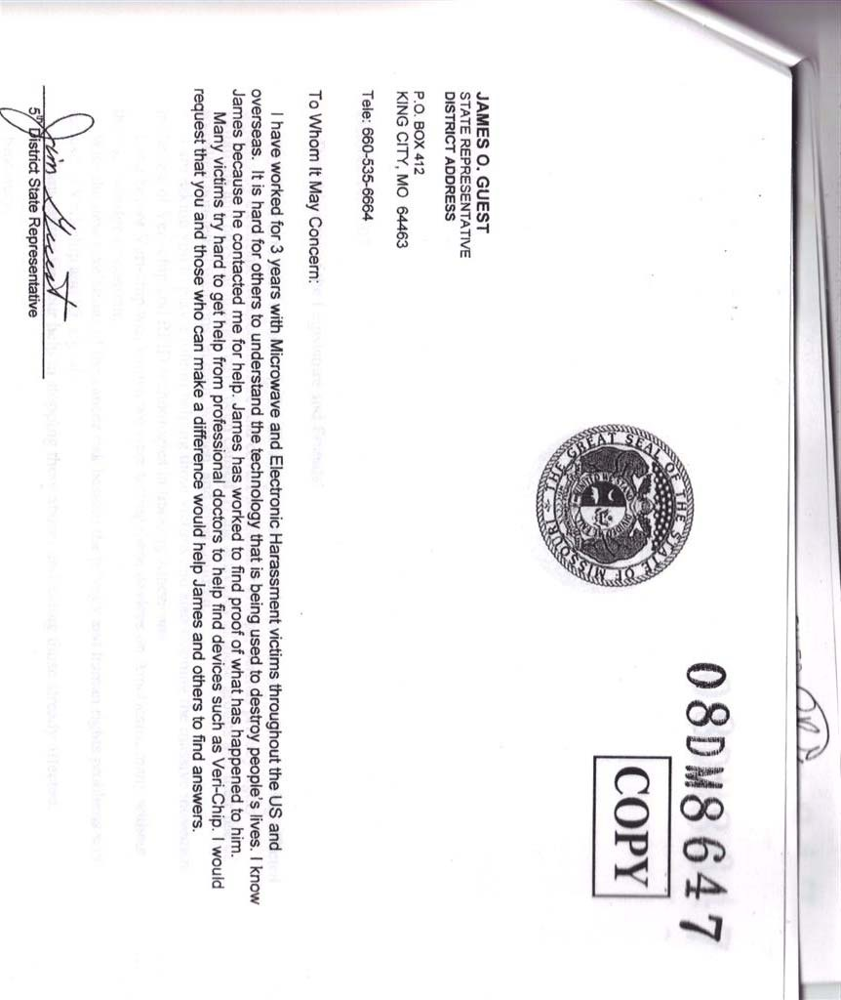 08DM8647
COPY
THE GREAT SEAL OF THE STATE OF MISSOURI
UNITED WE STAND DIVIDED WE FALL
JAMES O. GUEST
STATE REPRESENTATIVE
DISTRICT ADDRESS
P.O. BOX 412
KING CITY, MO 64463
Tele: 660-535-6664
To Whom It May Concern:
I have worked for 3 years with Microwave and Electronic Harassment victims throughout the US and
overseas. It is hard for others to understand the technology that is being used to destroy people's lives. I know
James because he contacted me for help. James has worked to find proof of what has happened to him.
Many victims try hard to get help from professional doctors to help find devices such as Veri-Chip. I would
request that you and those who can make a difference would help James and others to find answers.
Jim Guest
5th District State Representative